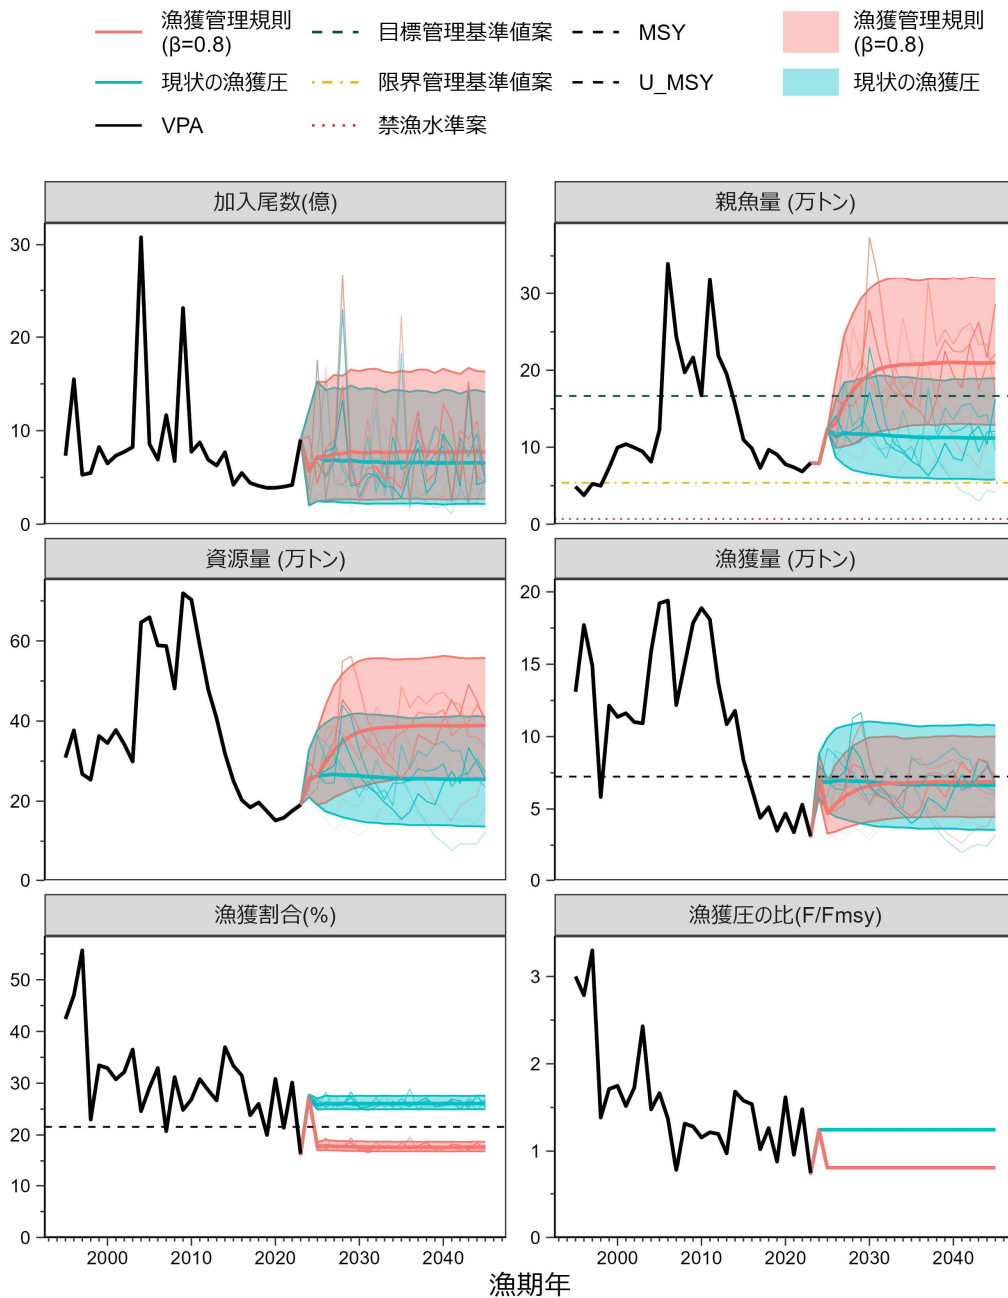 漁獲管理規則
(β=0.8)
目標管理基準値案
MSY
漁獲管理規則
(β=0.8)
現状の漁獲圧
限界管理基準値案
U_MSY
現状の漁獲圧
VPA
禁漁水準案
加入尾数(億)
30
20
10
0
親魚量 (万トン)
30
20
10
0
資源量 (万トン)
60
40
20
0
漁獲量 (万トン)
20
15
10
5
0
漁獲割合(%)
50
40
30
20
10
0
2000 2010 2020 2030 2040
漁獲圧の比(F/Fmsy)
3
2
1
0
2000 2010 2020 2030 2040
漁期年